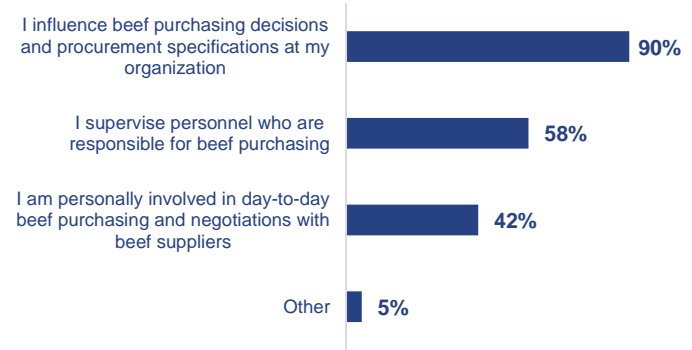 I influence beef purchasing decisions
and procurement specifications at my
organization
90%
I supervise personnel who are
responsible for beef purchasing
58%
I am personally involved in day-to-day
beef purchasing and negotiations with
beef suppliers
42%
Other
5%